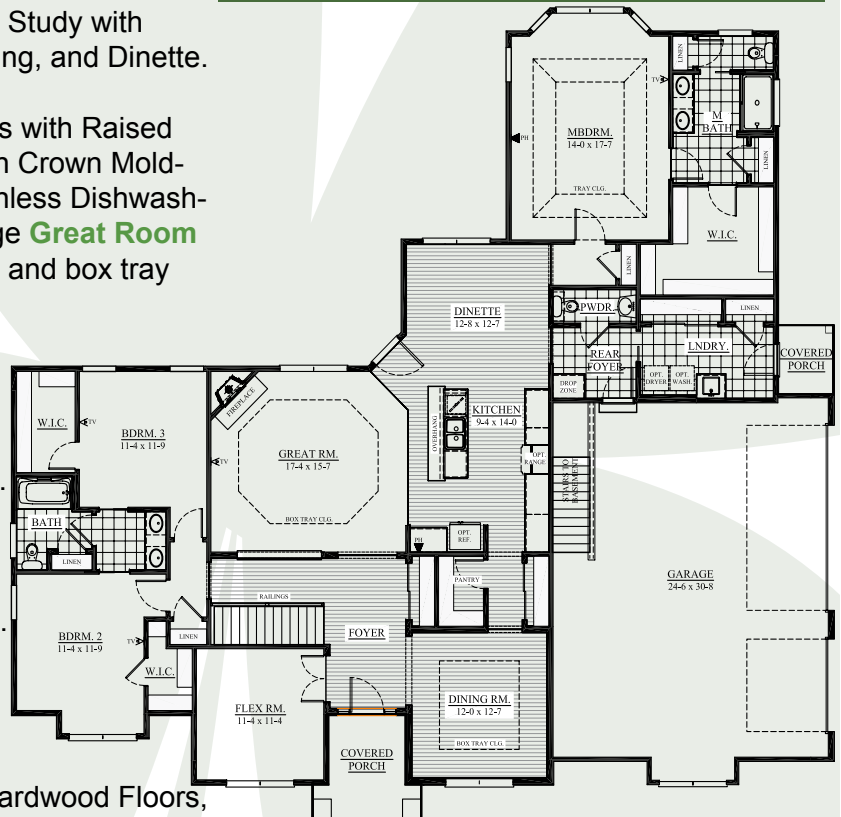 Study with
ing, and Dinette.
s with Raised
n Crown Mold-
nless Dishwash-
ge Great Room
and box tray
ardwood Floors,
LINEN
TV
PH
MBDRM.
14-0 x 17-7
TRAY CLG.
M
BATH
LINEN
W.I.C.
LINEN
DINETTE
12-8 x 12-7
PWDR.
LINEN
REAR
FOYER
LNDRY.
COVERED
PORCH
DROP
ZONE
OPT.
DRYER
OPT.
WASH.
KITCHEN
9-4 x 14-0
OVERHANG
OPT.
RANGE
STAIRS TO
BASEMENT
PH
OPT.
REF.
PANTRY
FIREPLACE
GREAT RM.
17-4 x 15-7
TV
BOX TRAY CLG.
W.I.C.
TV
BDRM. 3
11-4 x 11-9
BATH
LINEN
BDRM. 2
11-4 x 11-9
TV
LINEN
W.I.C.
RAILINGS
FOYER
FLEX RM.
11-4 x 11-4
COVERED
PORCH
DINING RM.
12-0 x 12-7
BOX TRAY CLG.
GARAGE
24-6 x 30-8